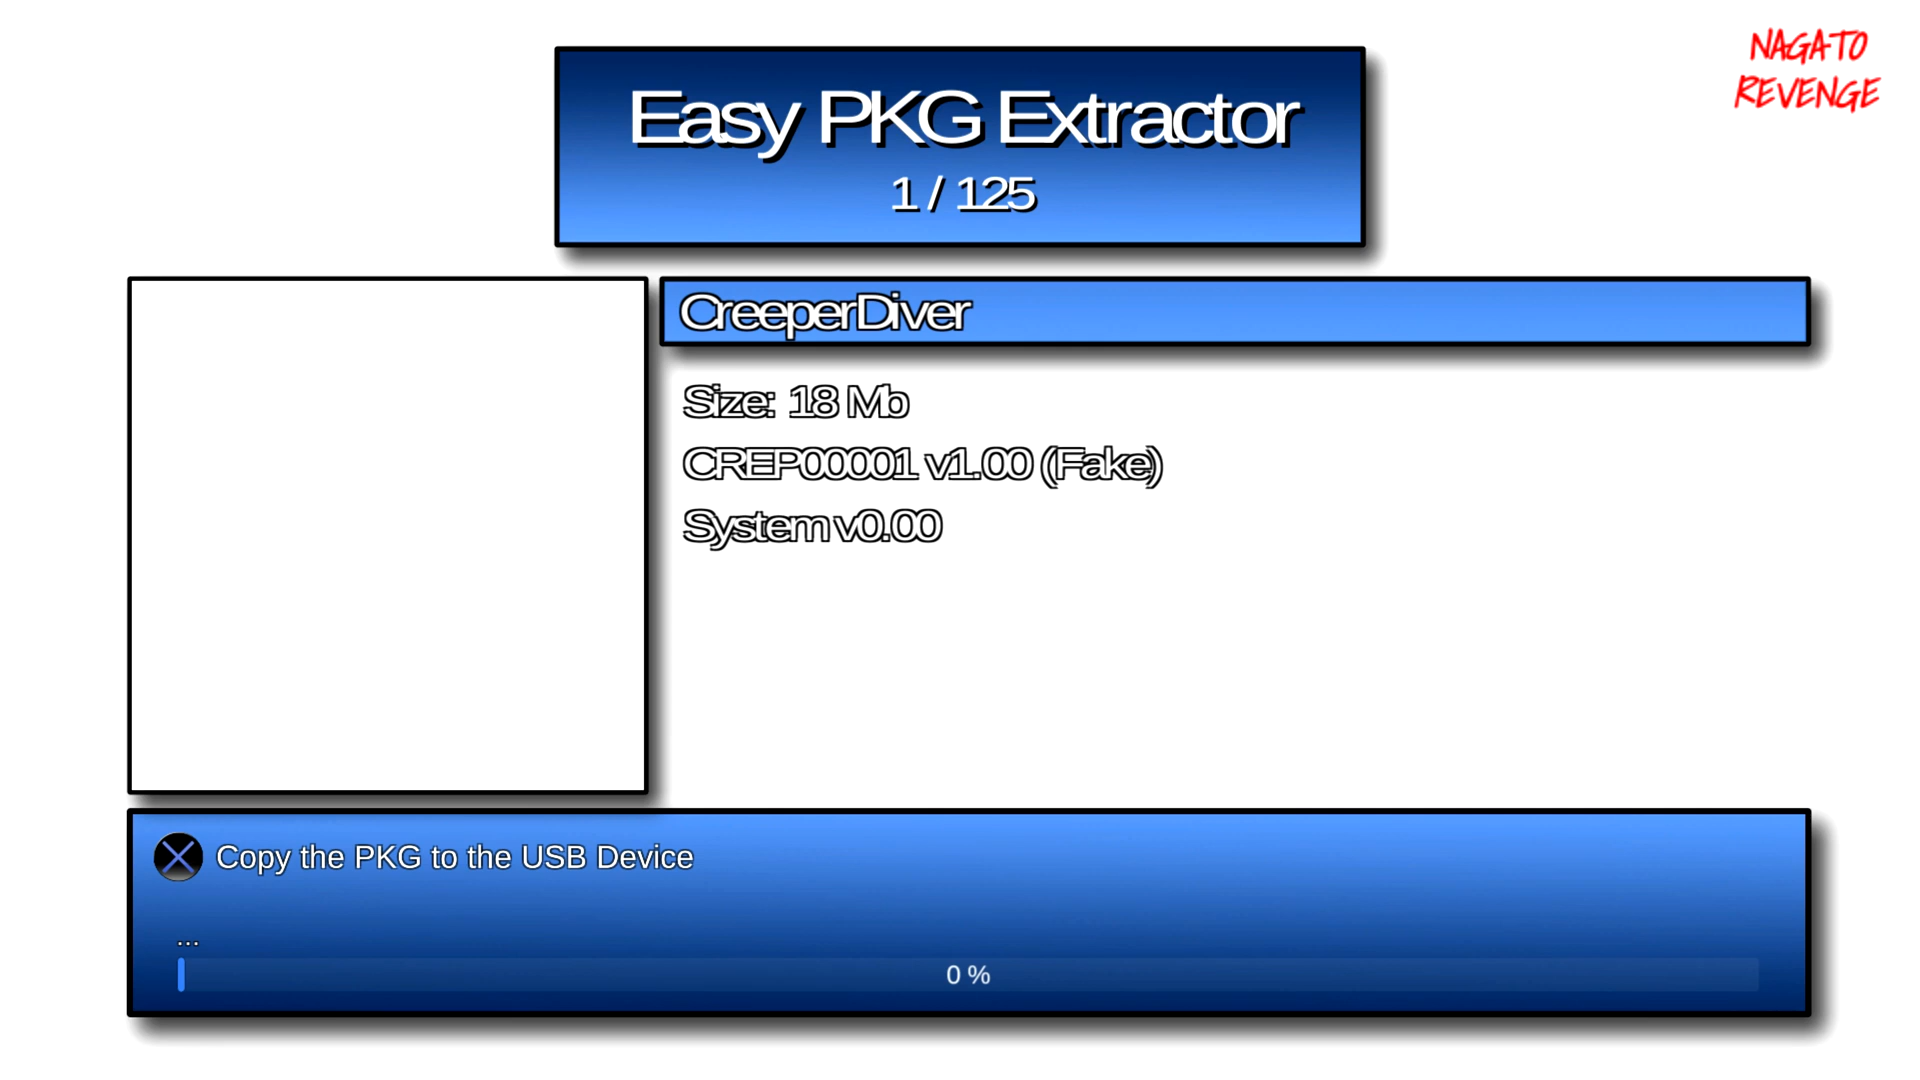 NAGATO
REVENGE
Easy PKG Extractor
1 / 125
CreeperDiver
Size: 18 Mb
CREP00001 v1.00 (Fake)
System v0.00
Copy the PKG to the USB Device
...
0 %